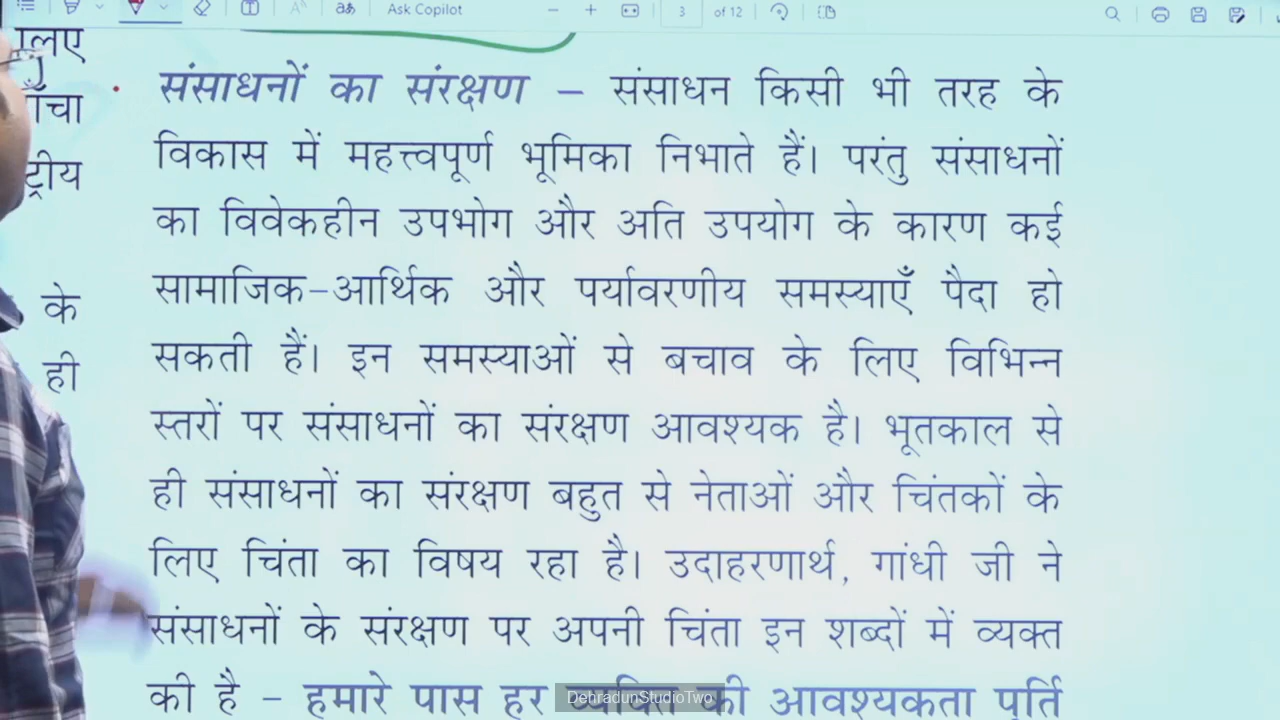 Ask Copilot
3 of 12
लिए
के
ही
संसाधनों का संरक्षण – संसाधन किसी भी तरह के
विकास में महत्त्वपूर्ण भूमिका निभाते हैं। परंतु संसाधनों
का विवेकहीन उपभोग और अति उपयोग के कारण कई
सामाजिक-आर्थिक और पर्यावरणीय समस्याएँ पैदा हो
सकती हैं। इन समस्याओं से बचाव के लिए विभिन्न
स्तरों पर संसाधनों का संरक्षण आवश्यक है। भूतकाल से
ही संसाधनों का संरक्षण बहुत से नेताओं और चिंतकों के
लिए चिंता का विषय रहा है। उदाहरणार्थ, गांधी जी ने
संसाधनों के संरक्षण पर अपनी चिंता इन शब्दों में व्यक्त
की है – हमारे पास हर व्यक्ति की आवश्यकता पूर्ति
DehradunStudioTwo